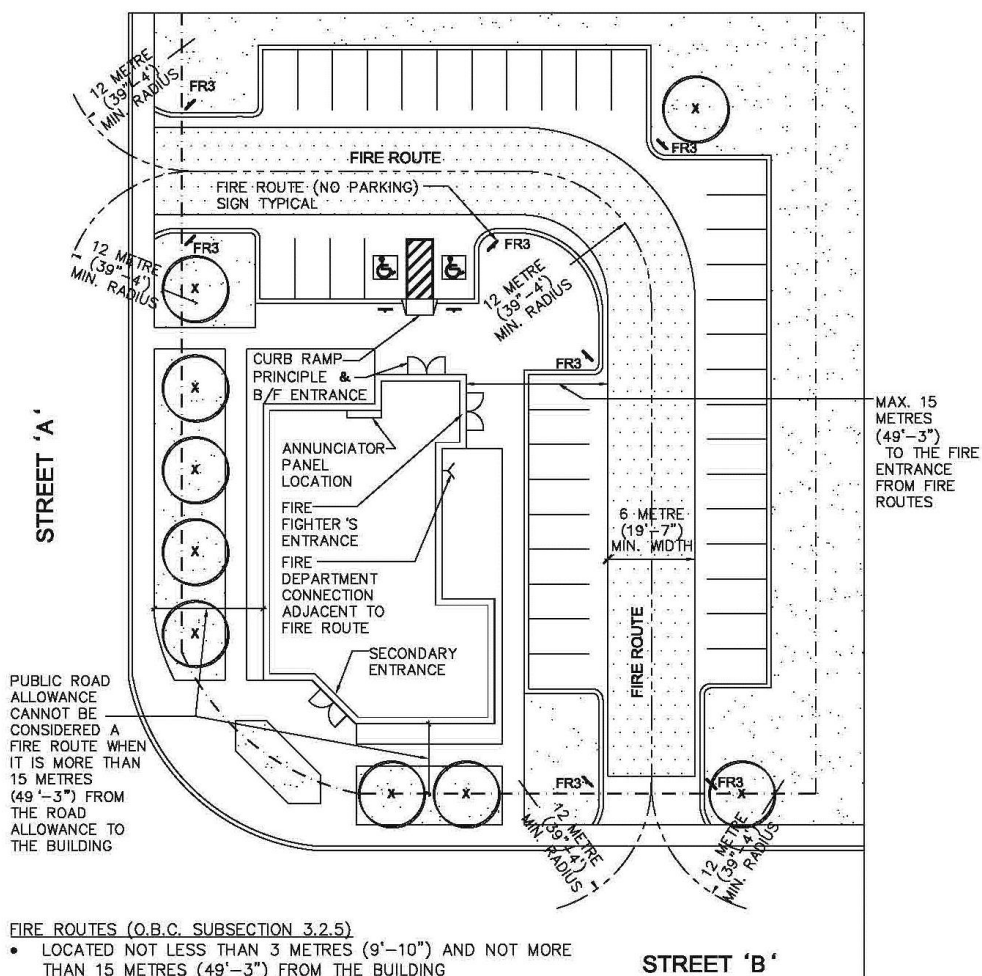 12 METRE
(39"-4')
MIN. RADIUS
FR3
FR3
FIRE ROUTE
FIRE ROUTE (NO PARKING)
SIGN TYPICAL
FR3
FR3
12 METRE
(39"-4')
MIN. RADIUS
12 METRE
(39"-4')
MIN. RADIUS
CURB RAMP
PRINCIPLE &
B/F ENTRANCE
FR3
MAX. 15
METRES
(49'-3")
TO THE FIRE
ENTRANCE
FROM FIRE
ROUTES
STREET 'A'
ANNUNCIATOR
PANEL
LOCATION
FIRE
FIGHTER'S
ENTRANCE
FIRE
DEPARTMENT
CONNECTION
ADJACENT TO
FIRE ROUTE
6 METRE
(19'-7")
MIN. WIDTH
SECONDARY
ENTRANCE
FIRE ROUTE
PUBLIC ROAD
ALLOWANCE
CANNOT BE
CONSIDERED A
FIRE ROUTE WHEN
IT IS MORE THAN
15 METRES
(49'-3") FROM
THE ROAD
ALLOWANCE TO
THE BUILDING
X
X
X
X
X
X
X
X
X
FR3
FR3
12 METRE
(39"-4')
MIN. RADIUS
12 METRE
(39"-4')
MIN. RADIUS
FIRE ROUTES (O.B.C. SUBSECTION 3.2.5)
• LOCATED NOT LESS THAN 3 METRES (9'-10") AND NOT MORE
THAN 15 METRES (49'-3") FROM THE BUILDING
STREET 'B'